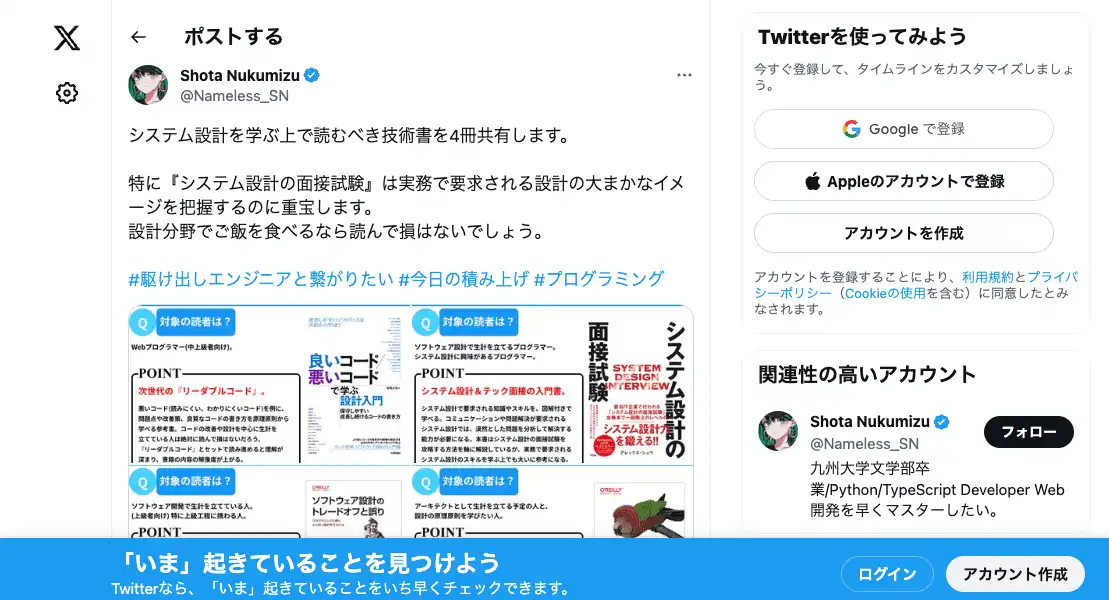 ポストする
Shota Nukumizu
@Nameless_SN
システム設計を学ぶ上で読むべき技術書を4冊共有します。
特に『システム設計の面接試験』は実務で要求される設計の大まかなイメ
ージを把握するのに重宝します。
設計分野でご飯を食べるなら読んで損はないでしょう。
#駆け出しエンジニアと繋がりたい #今日の積み上げ #プログラミング
Q 対象の読者は？
Webプログラマー(中上級者向け)。
POINT
次世代の『リーダブルコード』。
悪いコード(読みにくい、わかりにくいコード)を例に、
問題点や改善策、良質なコードの書き方を原理原則から
学べる参考書。コードの改善や設計を中心に生計を
立てている人は絶対に読んで損はないだろう。
『リーダブルコード』とセットで読み進めると理解が
深まり、書籍の内容の解像度が上がる。
良いコード/
悪いコード
で学ぶ
設計入門
保守しやすい
成長し続けるコードの書き方
Q 対象の読者は？
ソフトウェア設計で生計を立てるプログラマー。
システム設計に興味があるプログラマー。
POINT
システム設計&テック面接の入門書。
システム設計で要求される知識やスキルを、図解付きで
学べる。コミュニケーションや問題解決が要求される
システム設計では、漠然とした問題を分析して解決する
能力が必要になる。本書はシステム設計の面接試験を
攻略する方法を軸に解説しているが、実務で要求される
システム設計のスキルを学ぶ上でも大いに参考になる。
システム設計の
面接試験
SYSTEM
DESIGN
INTERVIEW
システム設計力
を鍛える!!
アレックス・シュウ
Q 対象の読者は？
ソフトウェア開発で生計を立てている人。
(上級者向け) 特に上級工程に携わる人。
POINT
O'REILLY
ソフトウェア設計の
トレードオフと誤り
Q 対象の読者は？
アーキテクトとして生計を立てる予定の人と、
設計の原理原則を学びたい人。
POINT
O'REILLY
Twitterを使ってみよう
今すぐ登録して、タイムラインをカスタマイズしましょ
う。
Google で登録
Appleのアカウントで登録
アカウントを作成
アカウントを登録することにより、利用規約とプライバ
シーポリシー（Cookieの使用を含む）に同意したとみ
なされます。
関連性の高いアカウント
Shota Nukumizu
@Nameless_SN
フォロー
九州大学文学部卒
業/Python/TypeScript Developer Web
開発を早くマスターしたい。
「いま」起きていることを見つけよう
Twitterなら、「いま」起きていることをいち早くチェックできます。
ログイン
アカウント作成